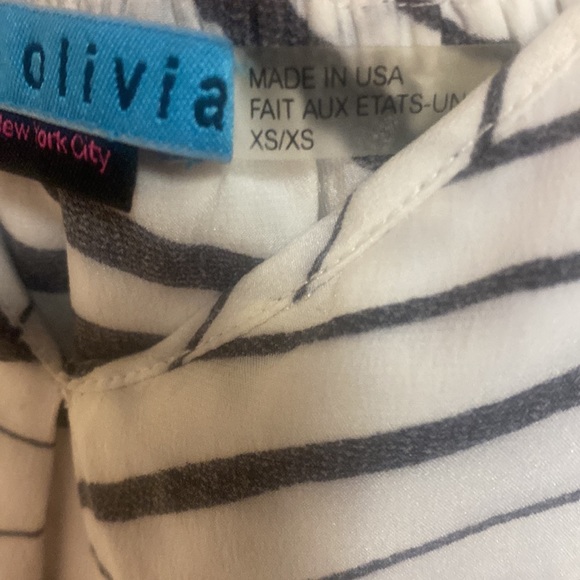 olivia
New York City
MADE IN USA
FAIT AUX ETATS-UN
XS/XS